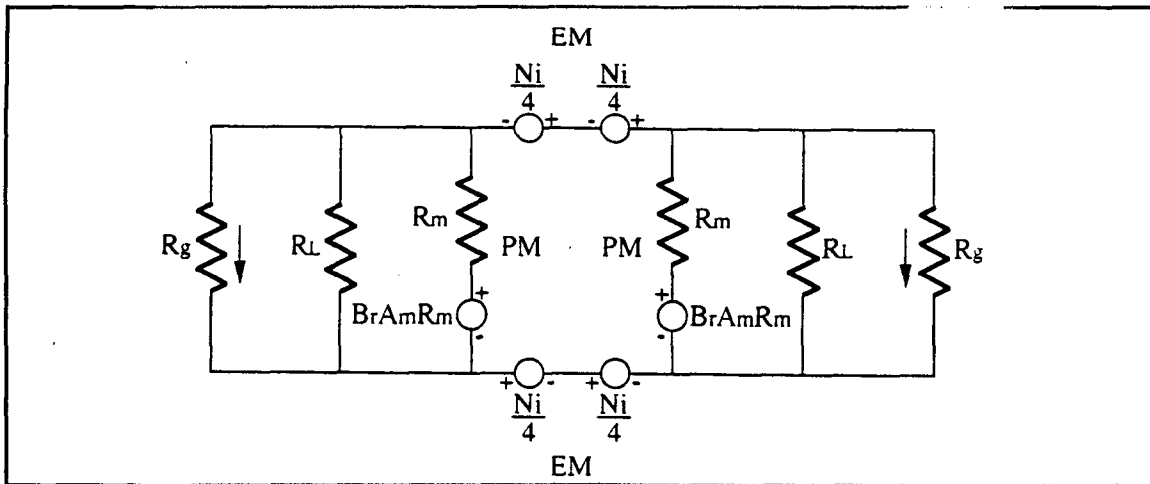 EM
Ni/4 Ni/4
- + - +
Rg RL Rm PM PM Rm RL Rg
+ +
BrAmRm BrAmRm
- -
+ - + -
Ni/4 Ni/4
EM